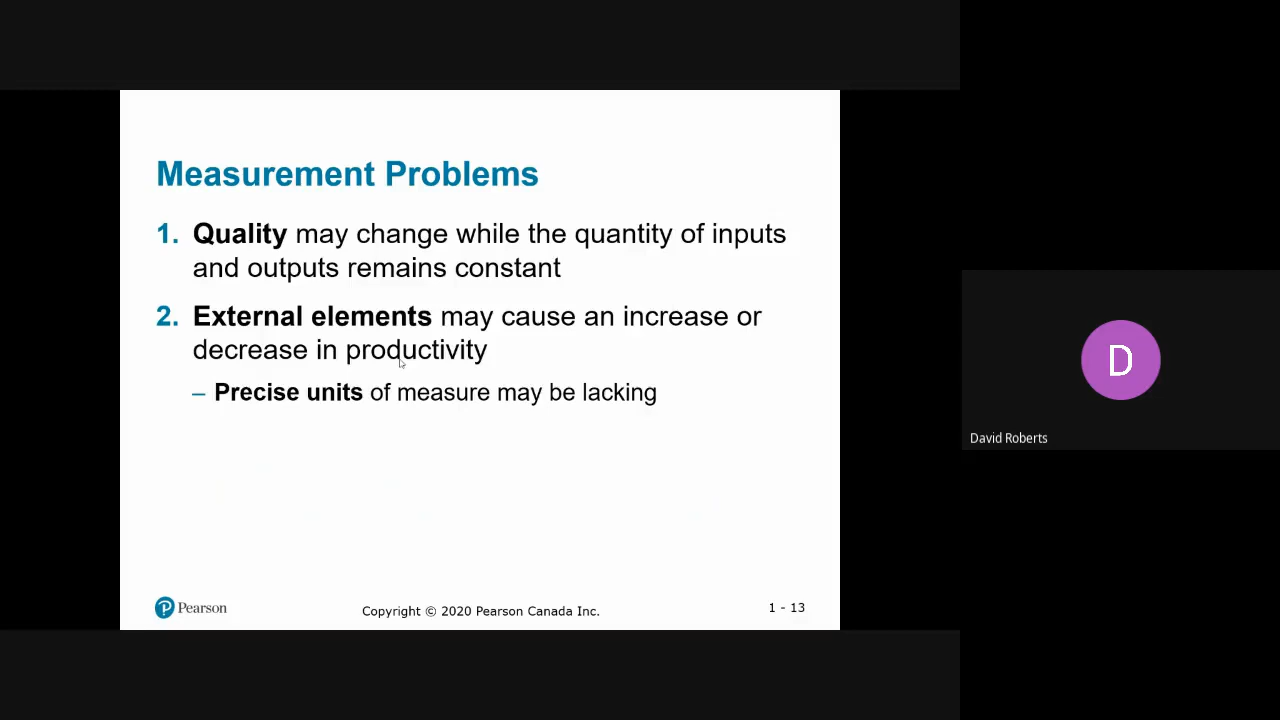 Measurement Problems
1. Quality may change while the quantity of inputs
and outputs remains constant
2. External elements may cause an increase or
decrease in productivity
– Precise units of measure may be lacking
P Pearson
Copyright © 2020 Pearson Canada Inc.
1 - 13
D
David Roberts